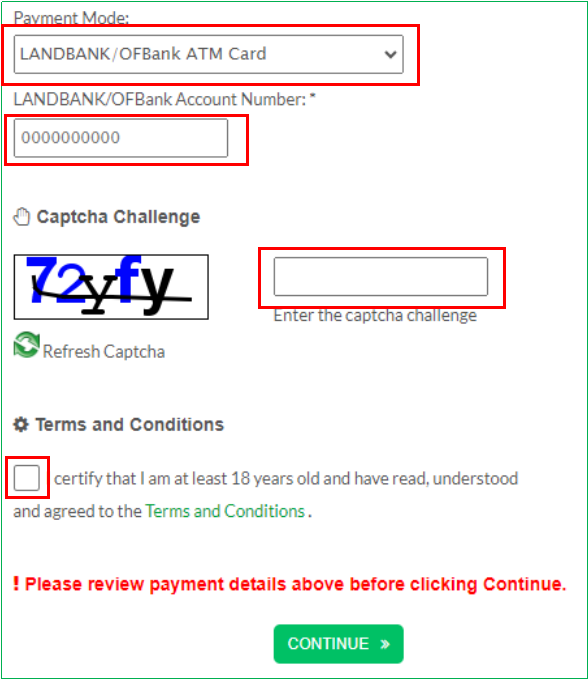 Payment Mode:
LANDBANK/OFBank ATM Card
LANDBANK/OFBank Account Number: *
0000000000
Captcha Challenge
72yfy
Enter the captcha challenge
Refresh Captcha
Terms and Conditions
certify that I am at least 18 years old and have read, understood
and agreed to the Terms and Conditions .
! Please review payment details above before clicking Continue.
CONTINUE »